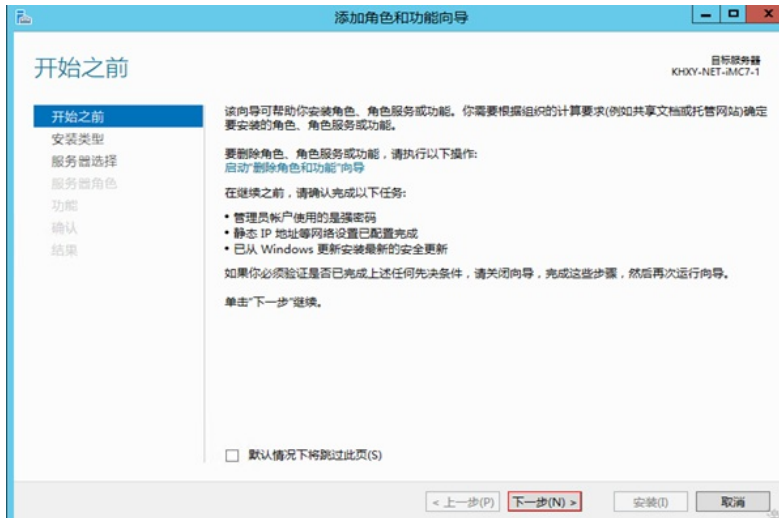 添加角色和功能向导
开始之前
目标服务器
KHXY-NET-iMC7-1
开始之前
安装类型
服务器选择
服务器角色
功能
确认
结果
该向导可帮助你安装角色、角色服务或功能。你需要根据组织的计算要求(例如共享文档或托管网站)确定
要安装的角色、角色服务或功能。
要删除角色、角色服务或功能，请执行以下操作:
启动"删除角色和功能"向导
在继续之前，请确认完成以下任务:
• 管理员帐户使用的是强密码
• 静态 IP 地址等网络设置已配置完成
• 已从 Windows 更新安装最新的安全更新
如果你必须验证是否已完成上述任何先决条件，请关闭向导，完成这些步骤，然后再次运行向导。
单击"下一步"继续。
默认情况下将跳过此页(S)
< 上一步(P)
下一步(N) >
安装(I)
取消